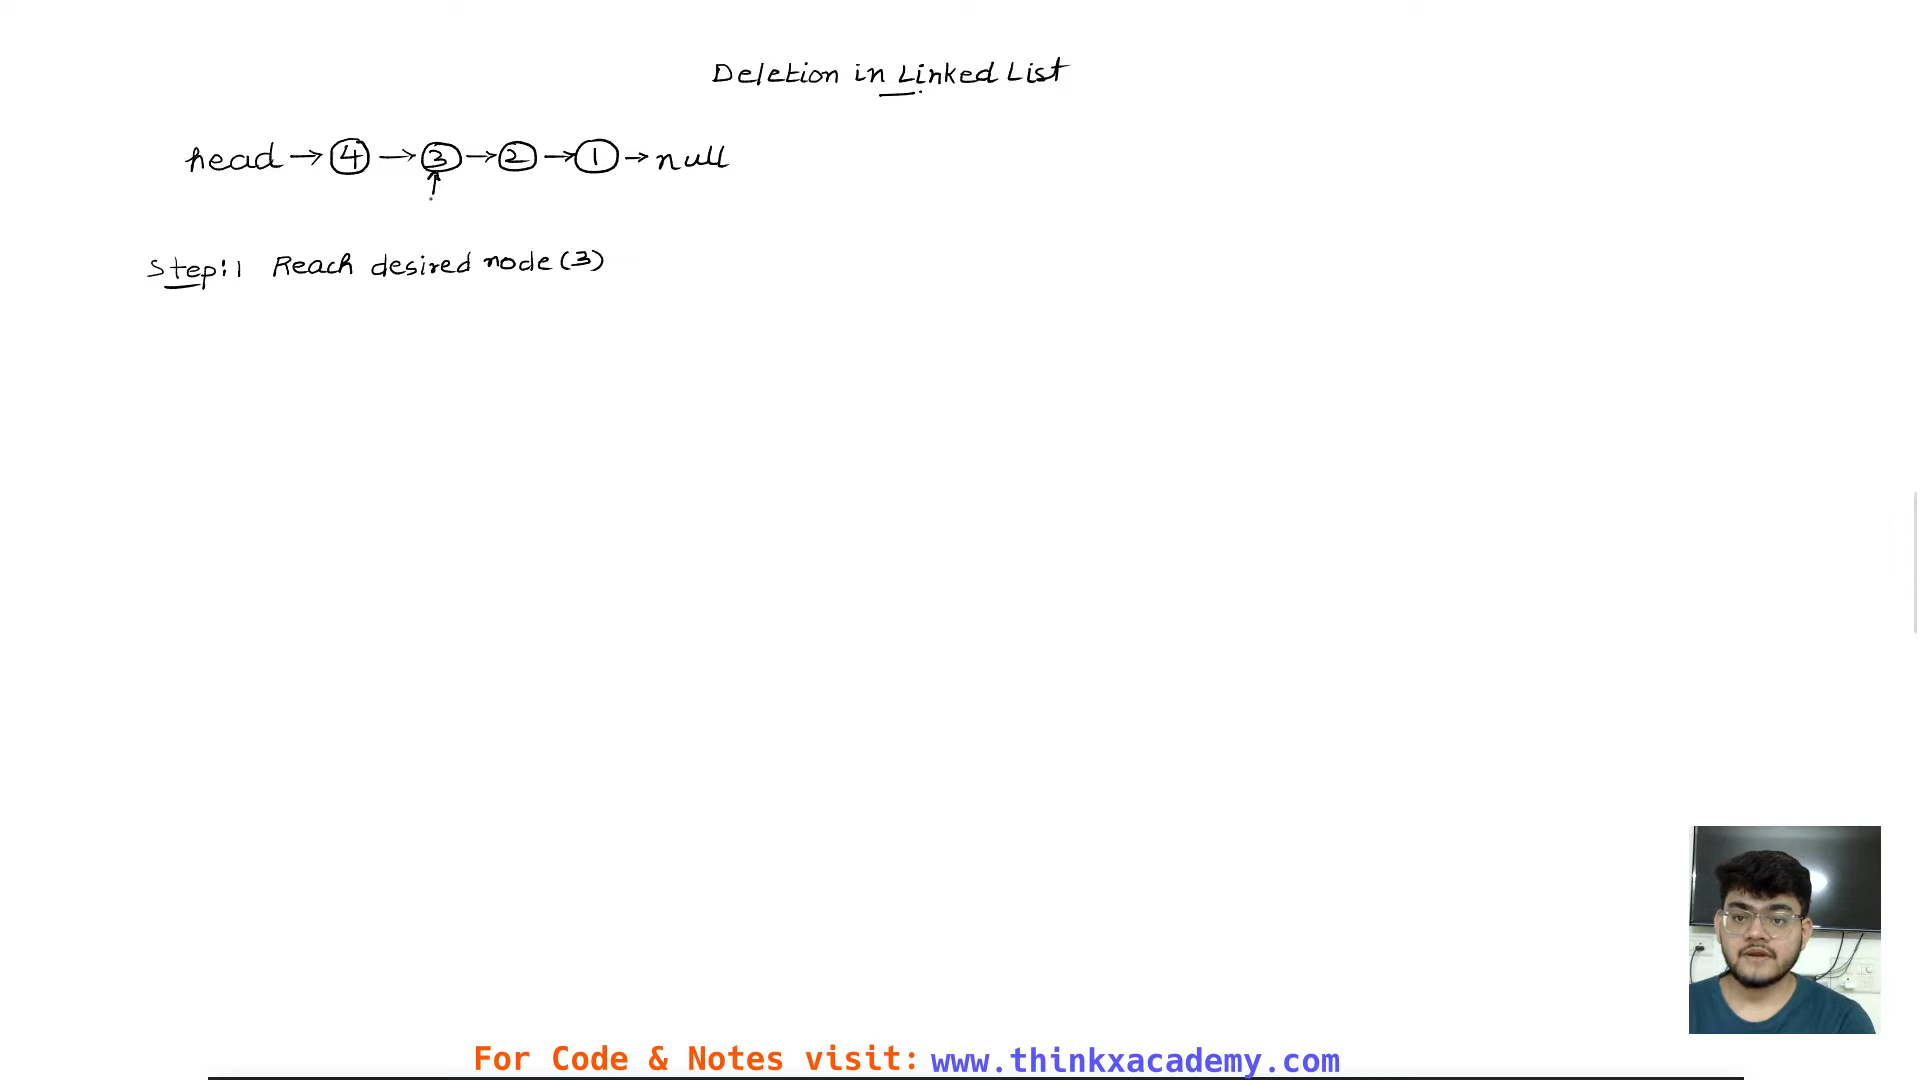 Deletion in Linked List
head → 4 → 3 → 2 → 1 → null
Step:1 Reach desired node (3)
For Code & Notes visit: www.thinkxacademy.com